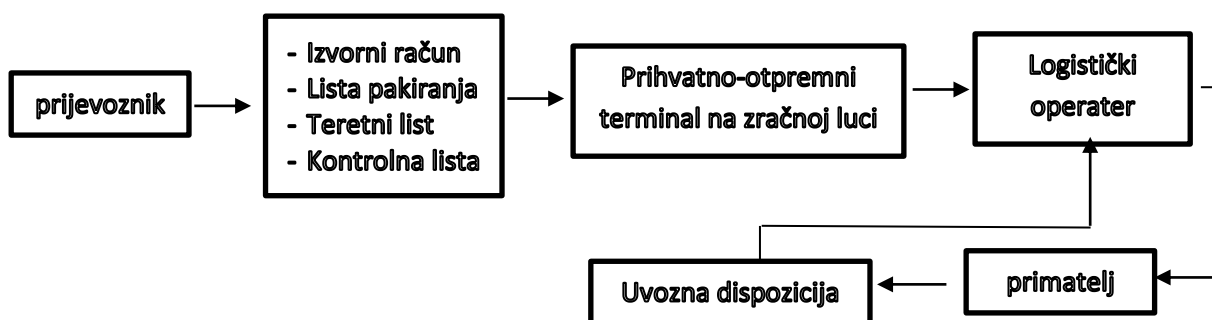 prijevoznik
- Izvorni račun
- Lista pakiranja
- Teretni list
- Kontrolna lista
Prihvatno-otpremni
terminal na zračnoj luci
Logistički
operater
Uvozna dispozicija
primatelj